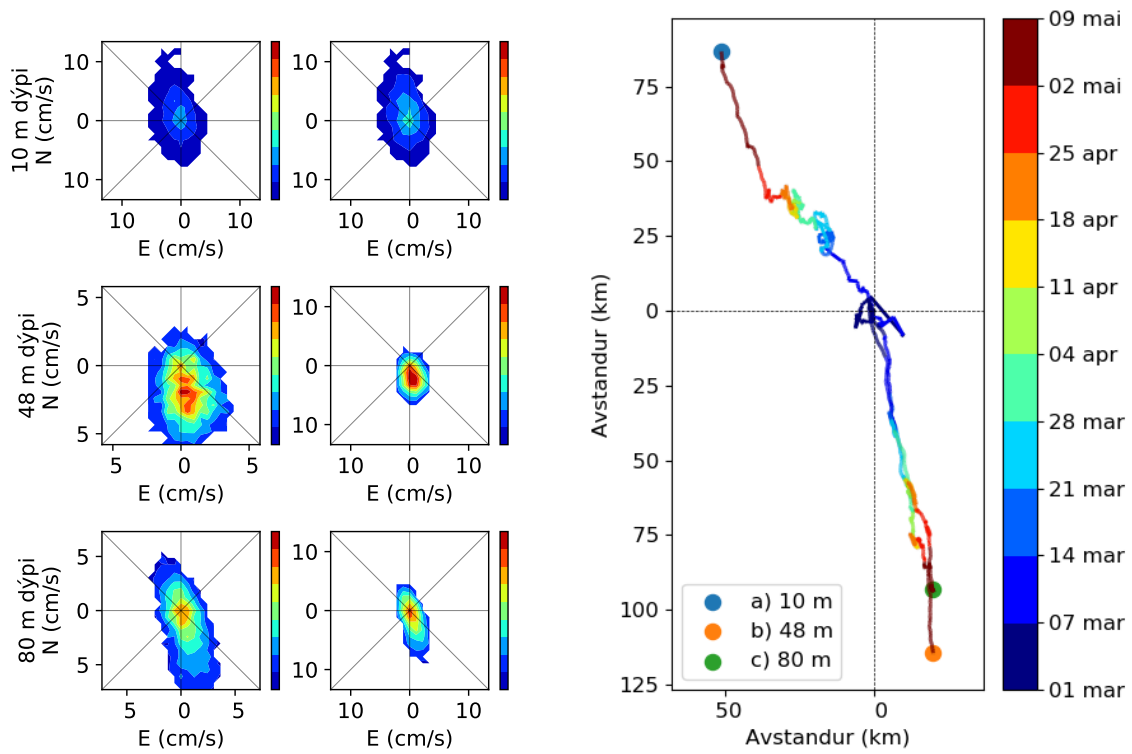 10 m dýpi
N (cm/s)
10
0
10
10 0 10
E (cm/s)
10 0 10
E (cm/s)
48 m dýpi
N (cm/s)
5
0
5
5 0 5
E (cm/s)
10
0
10
10 0 10
E (cm/s)
80 m dýpi
N (cm/s)
5
0
5
5 0 5
E (cm/s)
10
0
10
10 0 10
E (cm/s)
Avstandur (km)
75
50
25
0
25
50
75
100
125
50 0
Avstandur (km)
a) 10 m
b) 48 m
c) 80 m
09 mai
02 mai
25 apr
18 apr
11 apr
04 apr
28 mar
21 mar
14 mar
07 mar
01 mar